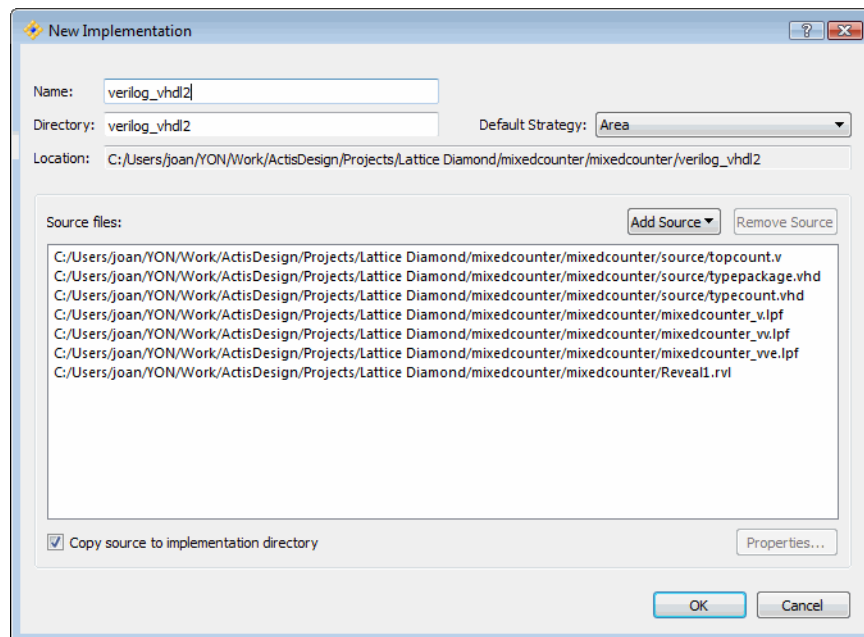 New Implementation
Name: verilog_vhdl2
Directory: verilog_vhdl2 Default Strategy: Area
Location: C:/Users/joan/YON/Work/ActisDesign/Projects/Lattice Diamond/mixedcounter/mixedcounter/verilog_vhdl2
Source files: Add Source Remove Source
C:/Users/joan/YON/Work/ActisDesign/Projects/Lattice Diamond/mixedcounter/mixedcounter/source/topcount.v
C:/Users/joan/YON/Work/ActisDesign/Projects/Lattice Diamond/mixedcounter/mixedcounter/source/typepackage.vhd
C:/Users/joan/YON/Work/ActisDesign/Projects/Lattice Diamond/mixedcounter/mixedcounter/source/typecount.vhd
C:/Users/joan/YON/Work/ActisDesign/Projects/Lattice Diamond/mixedcounter/mixedcounter/mixedcounter_v.lpf
C:/Users/joan/YON/Work/ActisDesign/Projects/Lattice Diamond/mixedcounter/mixedcounter/mixedcounter_vv.lpf
C:/Users/joan/YON/Work/ActisDesign/Projects/Lattice Diamond/mixedcounter/mixedcounter/mixedcounter_vve.lpf
C:/Users/joan/YON/Work/ActisDesign/Projects/Lattice Diamond/mixedcounter/mixedcounter/Reveal1.rvl
Copy source to implementation directory Properties...
OK Cancel